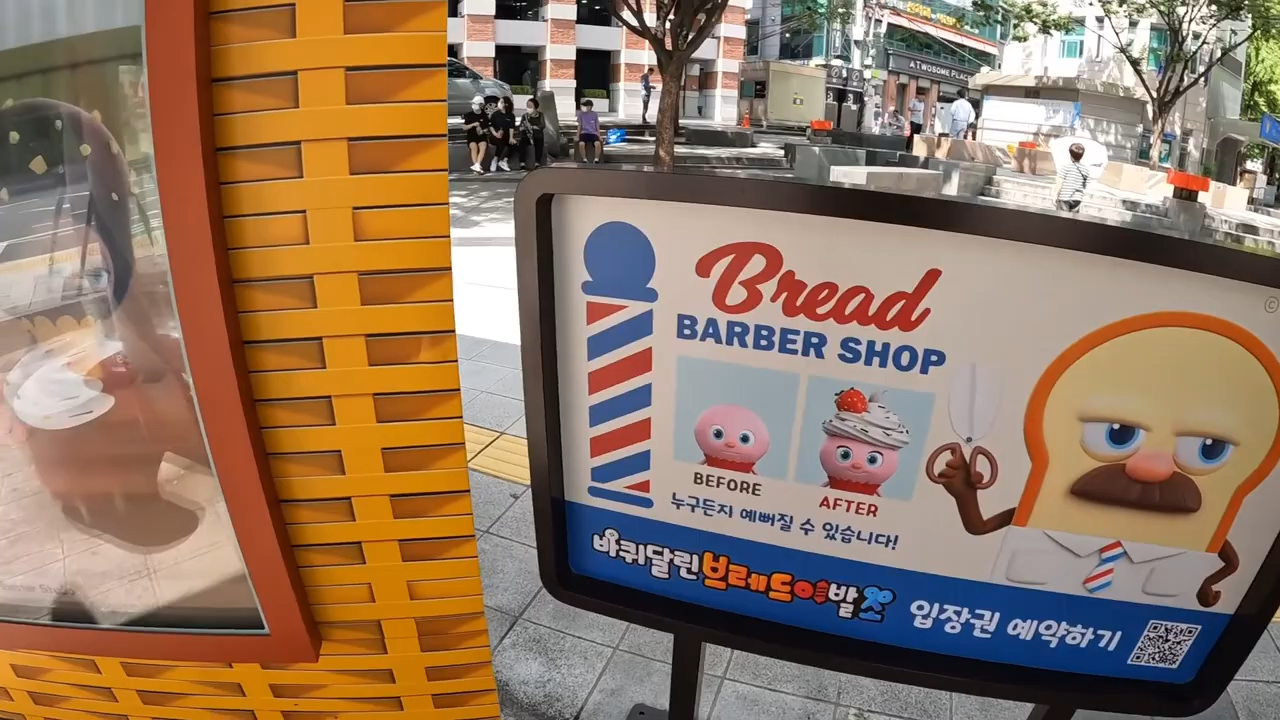 A TWOSOME PLACE
©
Bread
BARBER SHOP
BEFORE
AFTER
누구든지 예뻐질 수 있습니다!
바퀴달린브레드이발소
입장권 예약하기